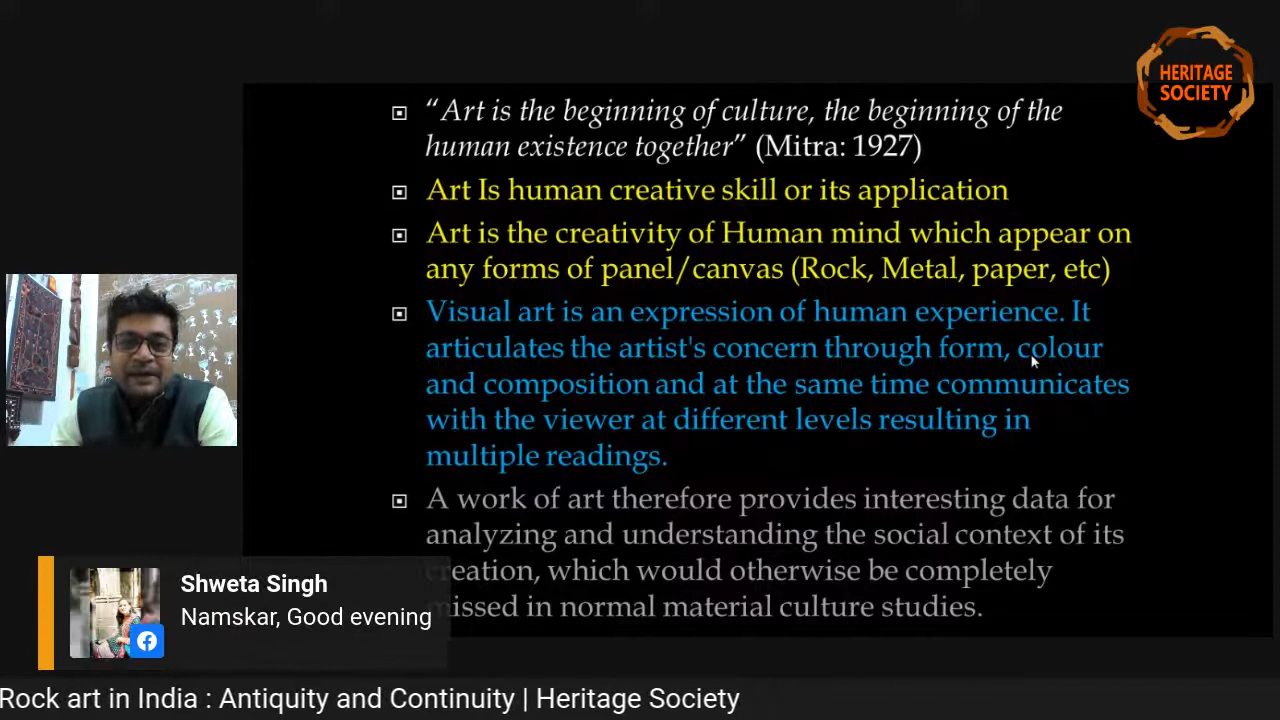 HERITAGE
SOCIETY
“Art is the beginning of culture, the beginning of the
human existence together” (Mitra: 1927)
Art Is human creative skill or its application
Art is the creativity of Human mind which appear on
any forms of panel/canvas (Rock, Metal, paper, etc)
Visual art is an expression of human experience. It
articulates the artist's concern through form, colour
and composition and at the same time communicates
with the viewer at different levels resulting in
multiple readings.
A work of art therefore provides interesting data for
analyzing and understanding the social context of its
creation, which would otherwise be completely
missed in normal material culture studies.
Shweta Singh
Namskar, Good evening
Rock art in India : Antiquity and Continuity | Heritage Society